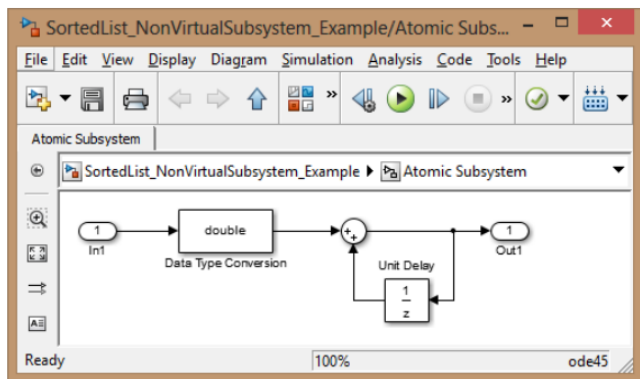 SortedList_NonVirtualSubsystem_Example/Atomic Subs...
File Edit View Display Diagram Simulation Analysis Code Tools Help
» »
Atomic Subsystem
SortedList_NonVirtualSubsystem_Example Atomic Subsystem
1 double + + 1
In1 Data Type Conversion Out1
Unit Delay
1
z
Ready 100% ode45